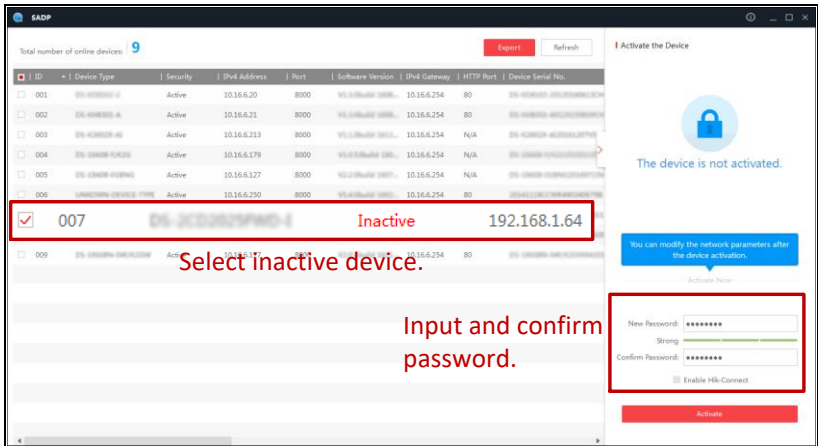 SADP
Total number of online devices: 9
Export
Refresh
ID | Device Type | Security | IPv4 Address | Port | Software Version | IPv4 Gateway | HTTP Port | Device Serial No.
001 Active 10.16.6.20 8000 10.16.6.254 80
002 Active 10.16.6.21 8000 10.16.6.254 80
003 Active 10.16.6.213 8000 10.16.6.254 N/A
004 Active 10.16.6.179 8000 10.16.6.254 N/A
005 Active 10.16.6.127 8000 10.16.6.254 N/A
006 Active 10.16.6.250 8000 10.16.6.254 80
007 Inactive 192.168.1.64
009 10.16.6.254 80
Select inactive device.
Input and confirm
password.
Activate the Device
The device is not activated.
You can modify the network parameters after
the device activation.
Activate Now
New Password: ●●●●●●●●
Strong
Confirm Password: ●●●●●●●●
Enable Hik-Connect
Activate